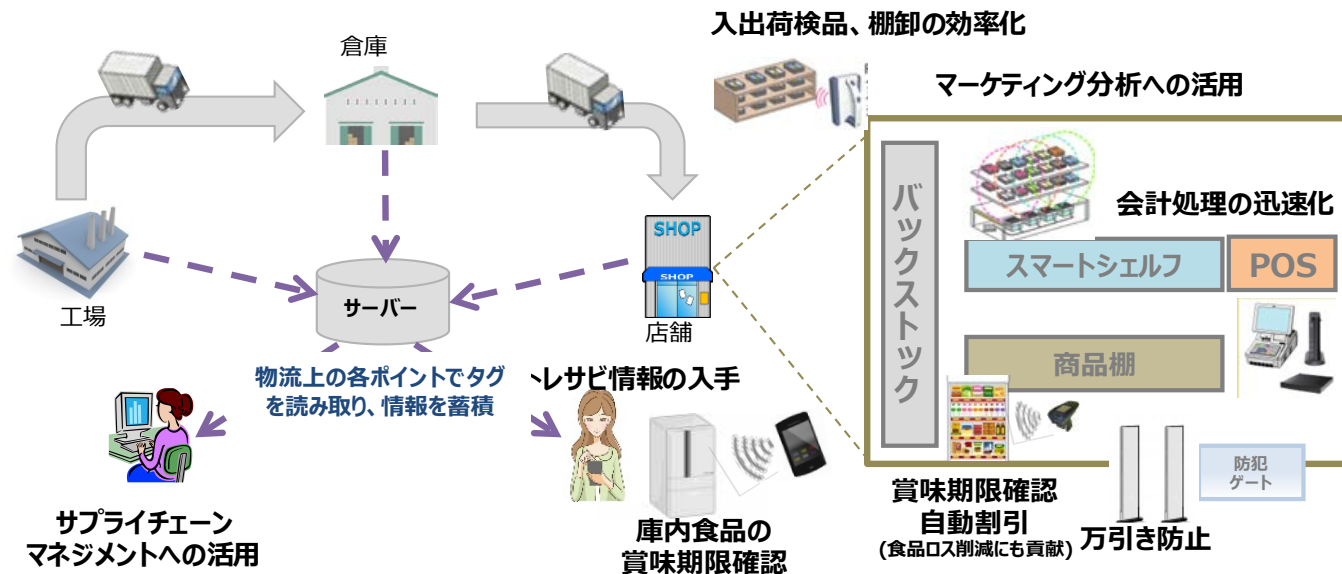 入出荷検品、棚卸の効率化
倉庫
マーケティング分析への活用
バックストック
会計処理の迅速化
SHOP
SHOP
スマートシェルフ
POS
サーバー
工場
店舗
商品棚
物流上の各ポイントでタグ
を読み取り、情報を蓄積
トレサビ情報の入手
防犯
ゲート
賞味期限確認
自動割引
(食品ロス削減にも貢献)
万引き防止
サプライチェーン
マネジメントへの活用
庫内食品の
賞味期限確認